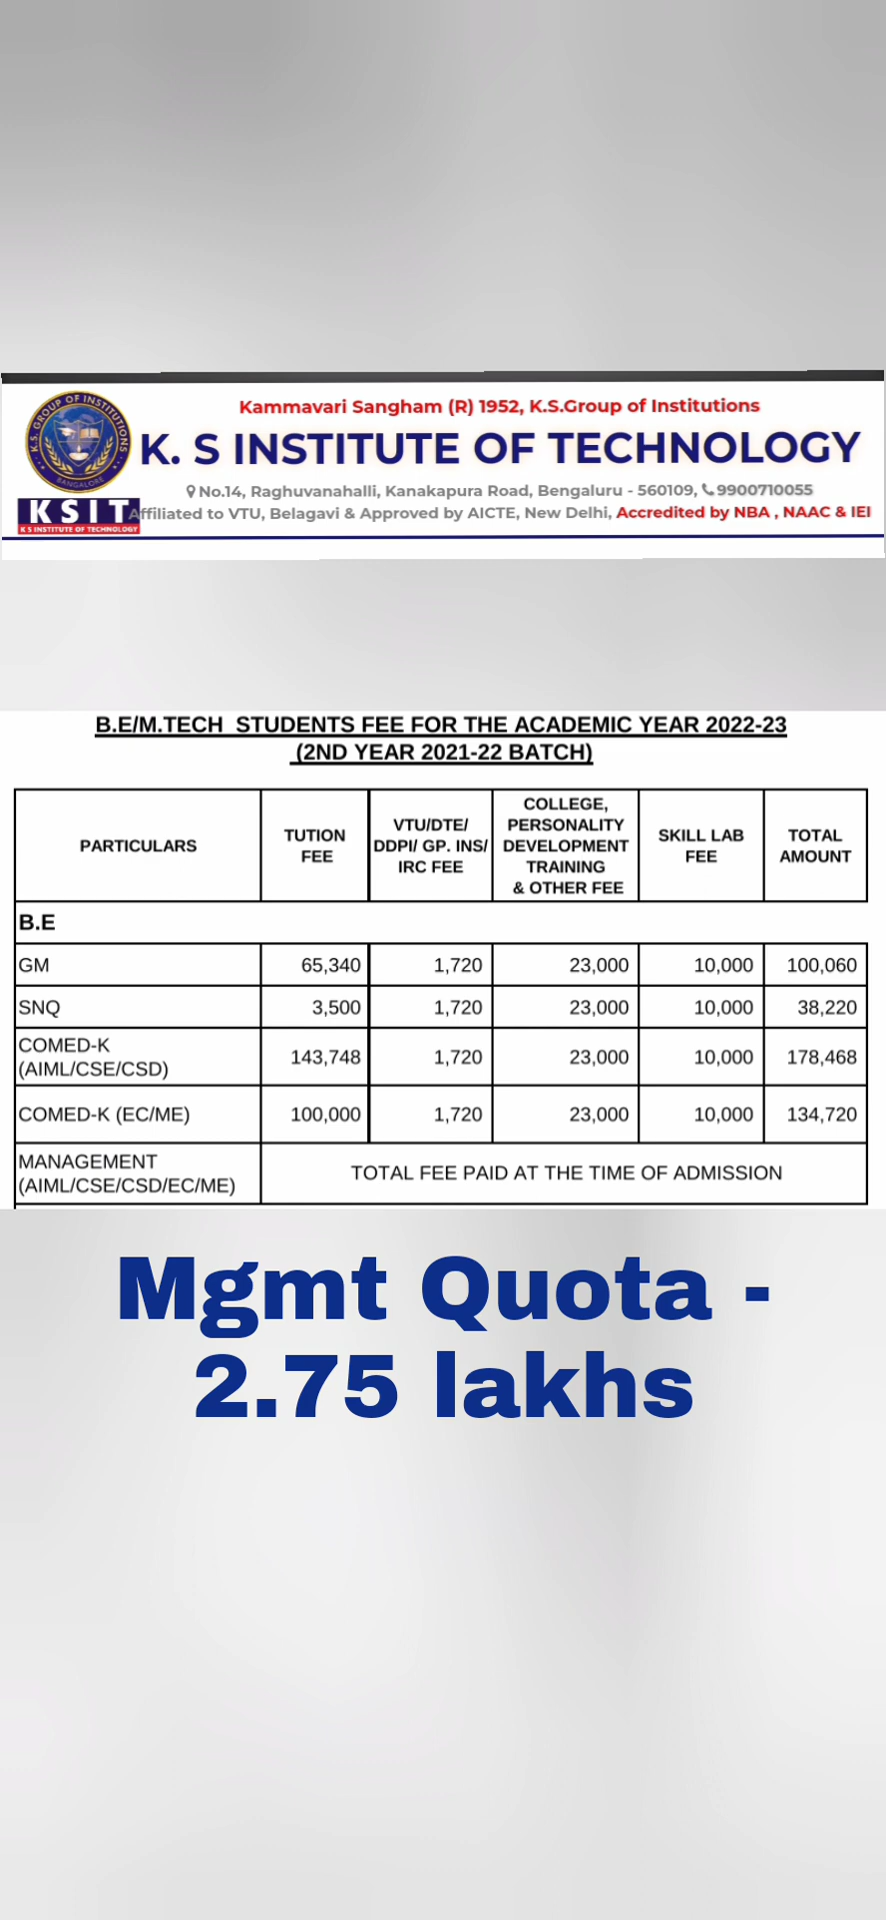 K.S. GROUP OF INSTITUTIONS
BANGALORE
KSIT
K S INSTITUTE OF TECHNOLOGY
Kammavari Sangham (R) 1952, K.S.Group of Institutions
K. S INSTITUTE OF TECHNOLOGY
No.14, Raghuvanahalli, Kanakapura Road, Bengaluru - 560109, 9900710055
Affiliated to VTU, Belagavi & Approved by AICTE, New Delhi, Accredited by NBA , NAAC & IEI
B.E/M.TECH STUDENTS FEE FOR THE ACADEMIC YEAR 2022-23
(2ND YEAR 2021-22 BATCH)
PARTICULARS
TUTION
FEE
VTU/DTE/
DDPI/ GP. INS/
IRC FEE
COLLEGE,
PERSONALITY
DEVELOPMENT
TRAINING
& OTHER FEE
SKILL LAB
FEE
TOTAL
AMOUNT
B.E
GM 65,340 1,720 23,000 10,000 100,060
SNQ 3,500 1,720 23,000 10,000 38,220
COMED-K
(AIML/CSE/CSD) 143,748 1,720 23,000 10,000 178,468
COMED-K (EC/ME) 100,000 1,720 23,000 10,000 134,720
MANAGEMENT
(AIML/CSE/CSD/EC/ME) TOTAL FEE PAID AT THE TIME OF ADMISSION
Mgmt Quota -
2.75 lakhs